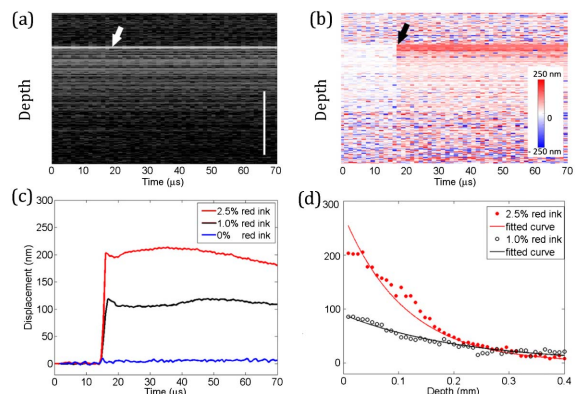 (a)
Depth
0 10 20 30 40 50 60 70
Time (μs)
(b)
Depth
250 nm
0
- 250 nm
0 10 20 30 40 50 60 70
Time (μs)
(c)
300
200
100
0
Displacement (nm)
2.5% red ink
1.0% red ink
0% red ink
0 10 20 30 40 50 60 70
Time (μs)
(d)
300
200
100
0
2.5% red ink
fitted curve
1.0% red ink
fitted curve
0 0.1 0.2 0.3 0.4
Depth (mm)